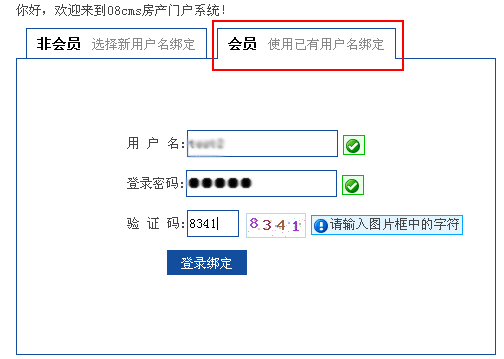 你好，欢迎来到08cms房产门户系统！
非会员 选择新用户名绑定 会员 使用已有用户名绑定
用 户 名:
登录密码:●●●●●
验 证 码:8341 8341 请输入图片框中的字符
登录绑定